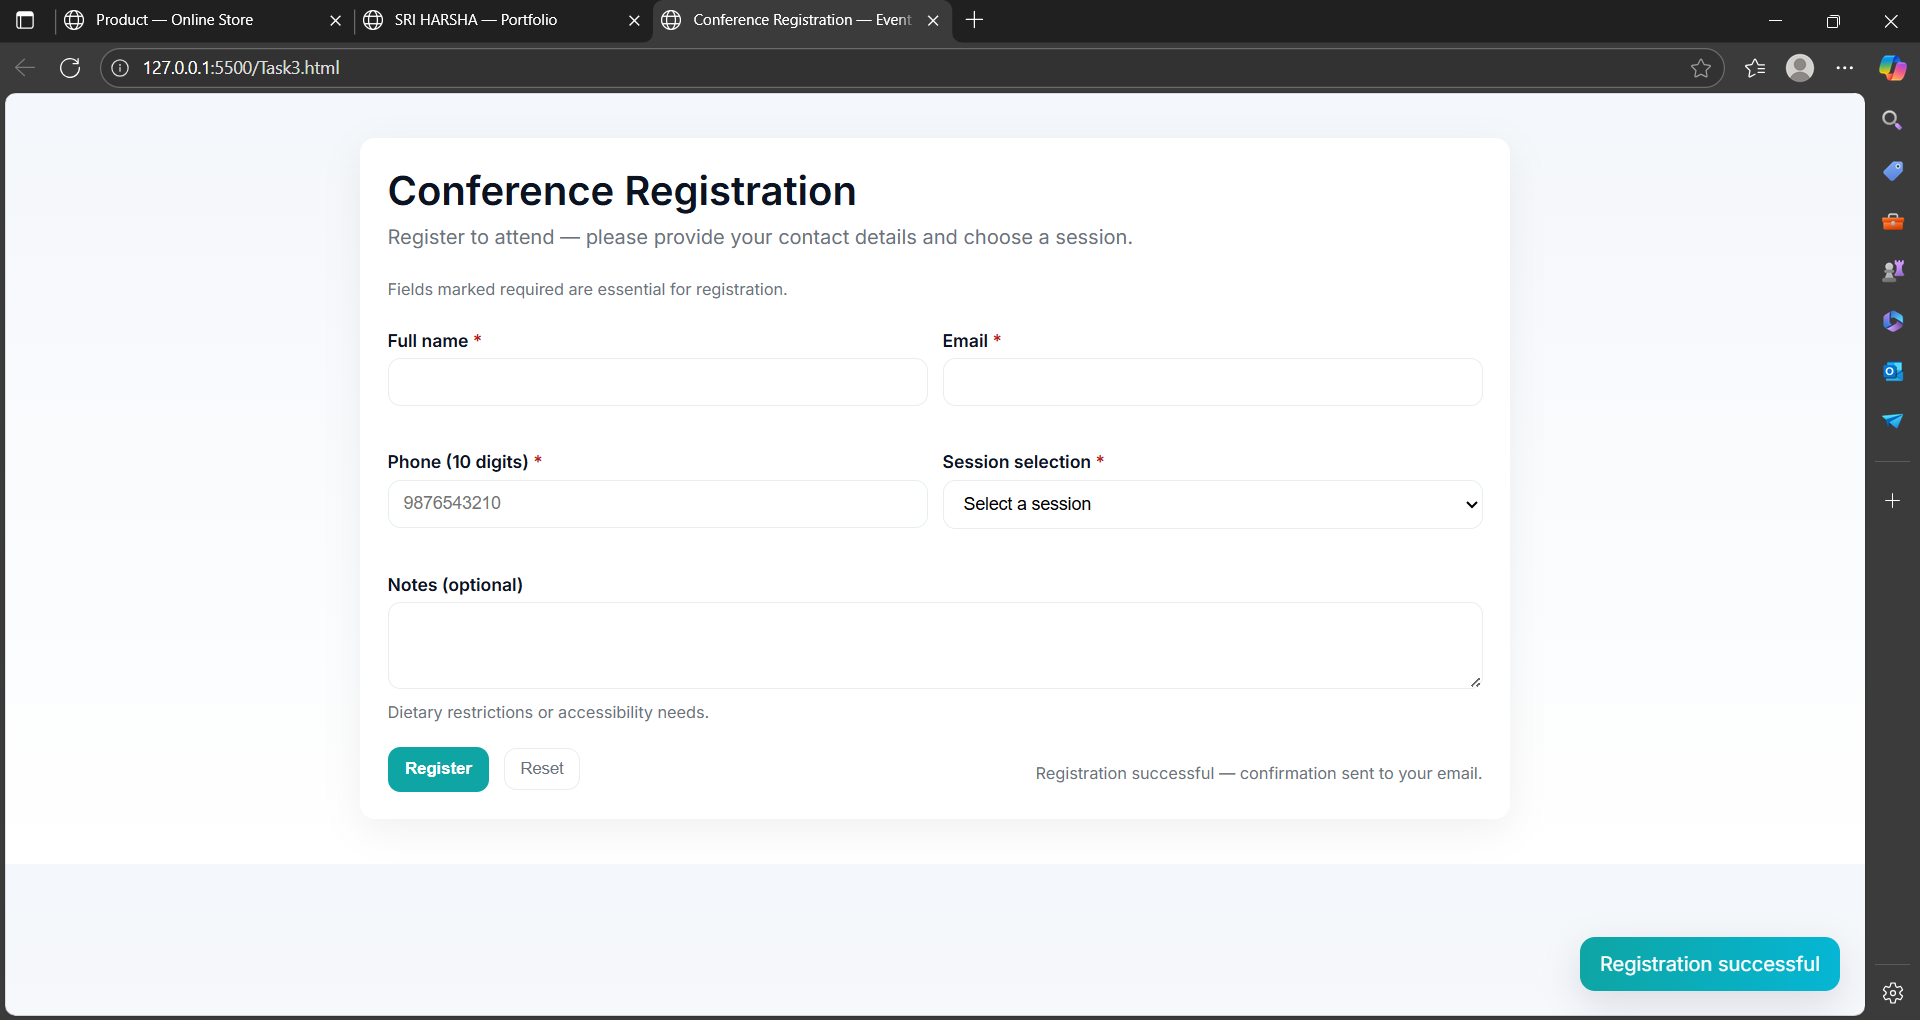 Product — Online Store
SRI HARSHA — Portfolio
Conference Registration — Event
127.0.0.1:5500/Task3.html
Conference Registration
Register to attend — please provide your contact details and choose a session.
Fields marked required are essential for registration.
Full name *
Email *
Phone (10 digits) *
Session selection *
9876543210
Select a session
Notes (optional)
Dietary restrictions or accessibility needs.
Register
Reset
Registration successful — confirmation sent to your email.
Registration successful